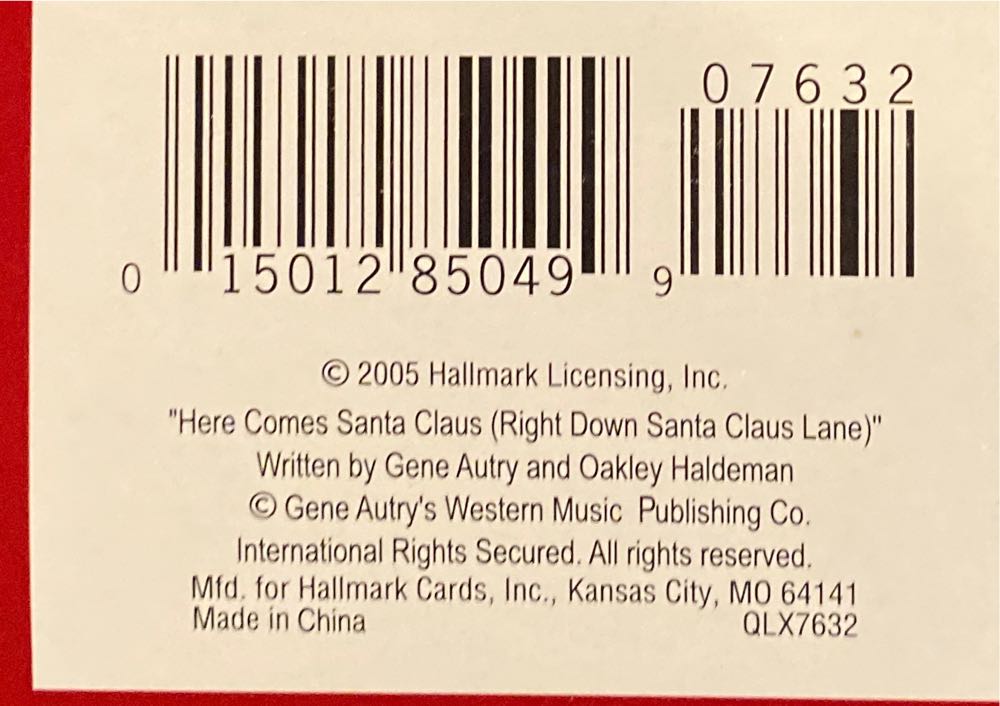 07632
0 15012 85049 9
© 2005 Hallmark Licensing, Inc.
"Here Comes Santa Claus (Right Down Santa Claus Lane)"
Written by Gene Autry and Oakley Haldeman
© Gene Autry's Western Music Publishing Co.
International Rights Secured. All rights reserved.
Mfd. for Hallmark Cards, Inc., Kansas City, MO 64141
Made in China QLX7632